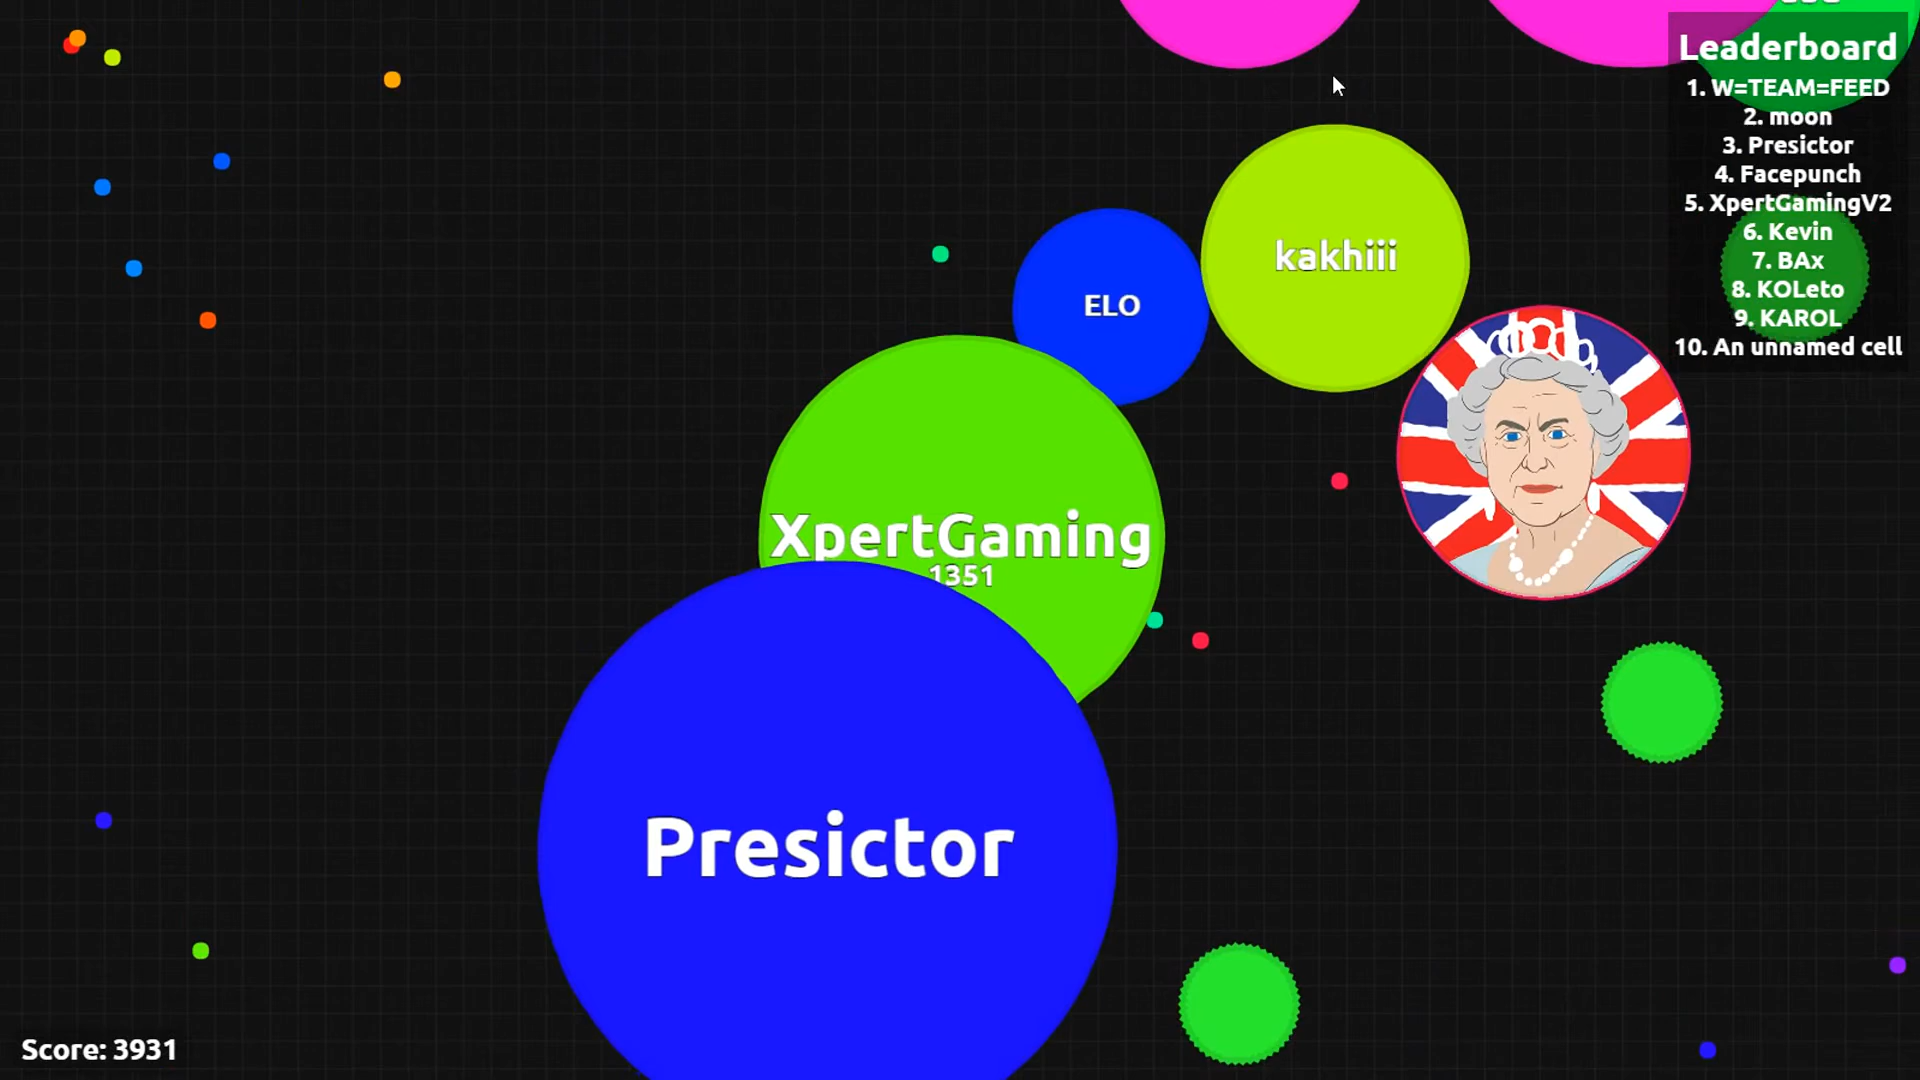 Leaderboard
1. W=TEAM=FEED
2. moon
3. Presictor
4. Facepunch
5. XpertGamingV2
6. Kevin
7. BAx
8. KOLeto
9. KAROL
10. An unnamed cell
kakhiii
ELO
XpertGaming
1351
Presictor
Score: 3931